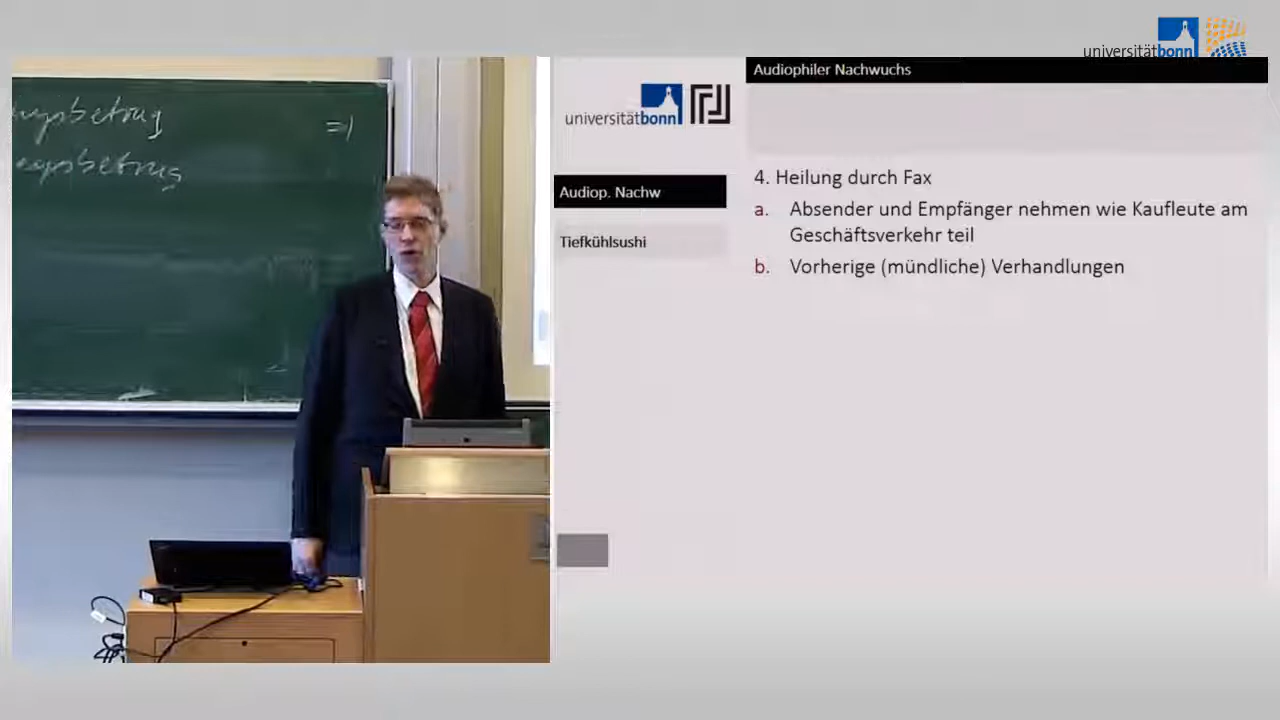 universitätbonn
Audiophiler Nachwuchs
universitätbonn
Audiop. Nachw
Tiefkühlsushi
4. Heilung durch Fax
a. Absender und Empfänger nehmen wie Kaufleute am
Geschäftsverkehr teil
b. Vorherige (mündliche) Verhandlungen
ngsbetrug
=>